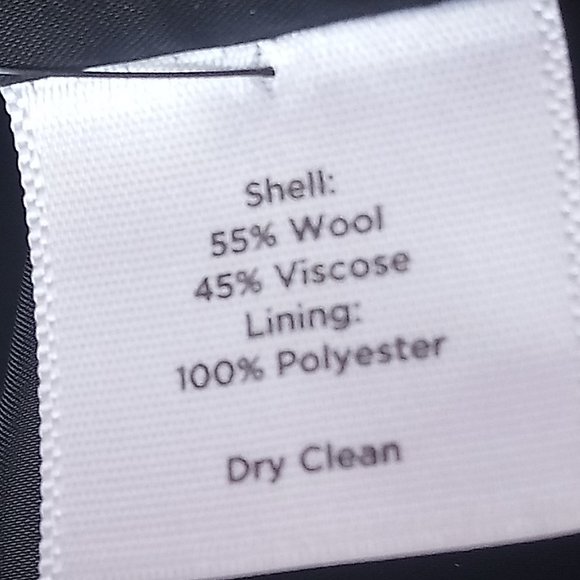 Shell:
55% Wool
45% Viscose
Lining:
100% Polyester
Dry Clean